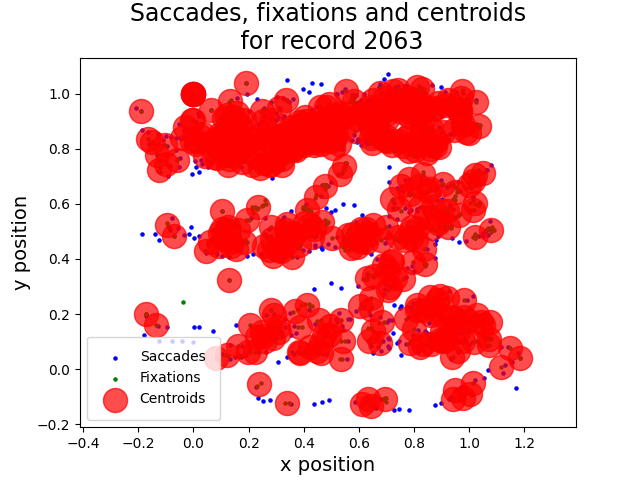 Saccades, fixations and centroids
for record 2063
y position
1.0
0.8
0.6
0.4
0.2
0.0
−0.2
Saccades
Fixations
Centroids
−0.4 −0.2 0.0 0.2 0.4 0.6 0.8 1.0 1.2
x position